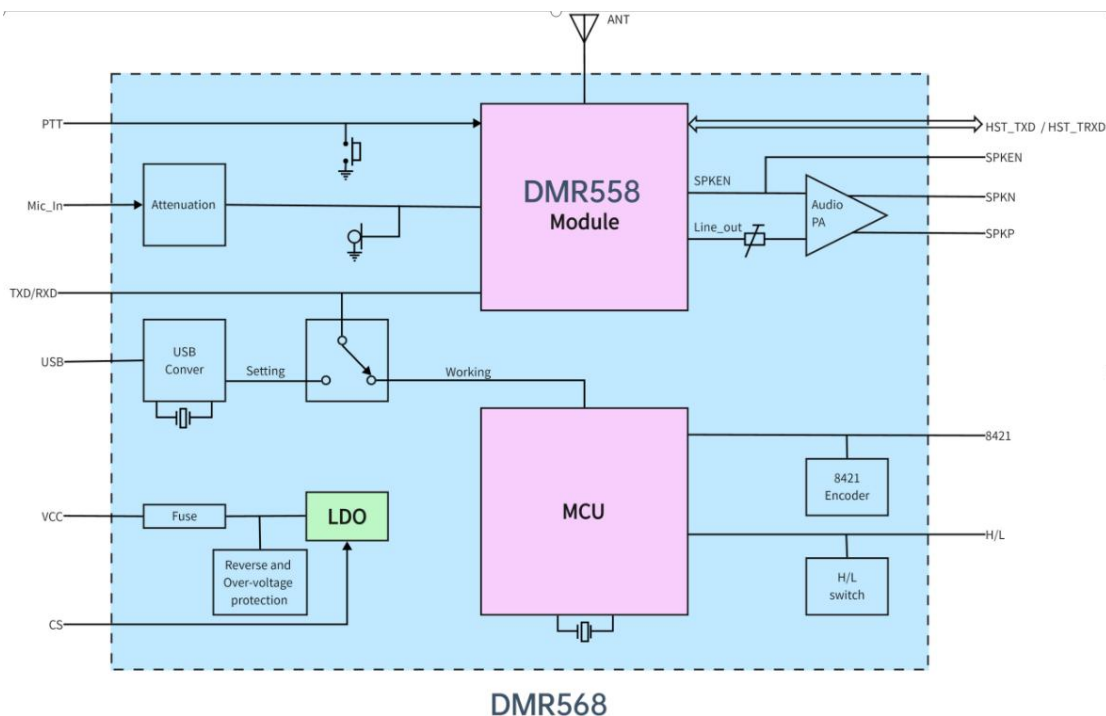 ANT
PTT
HST_TXD / HST_TRXD
SPKEN
SPKEN
DMR558
Module
Mic_In
Attenuation
Audio
PA
SPKN
Line_out
SPKP
TXD/RXD
USB
USB
Conver
Setting
Working
8421
8421
Encoder
VCC
Fuse
LDO
MCU
H/L
Reverse and
Over-voltage
protection
H/L
switch
CS
DMR568